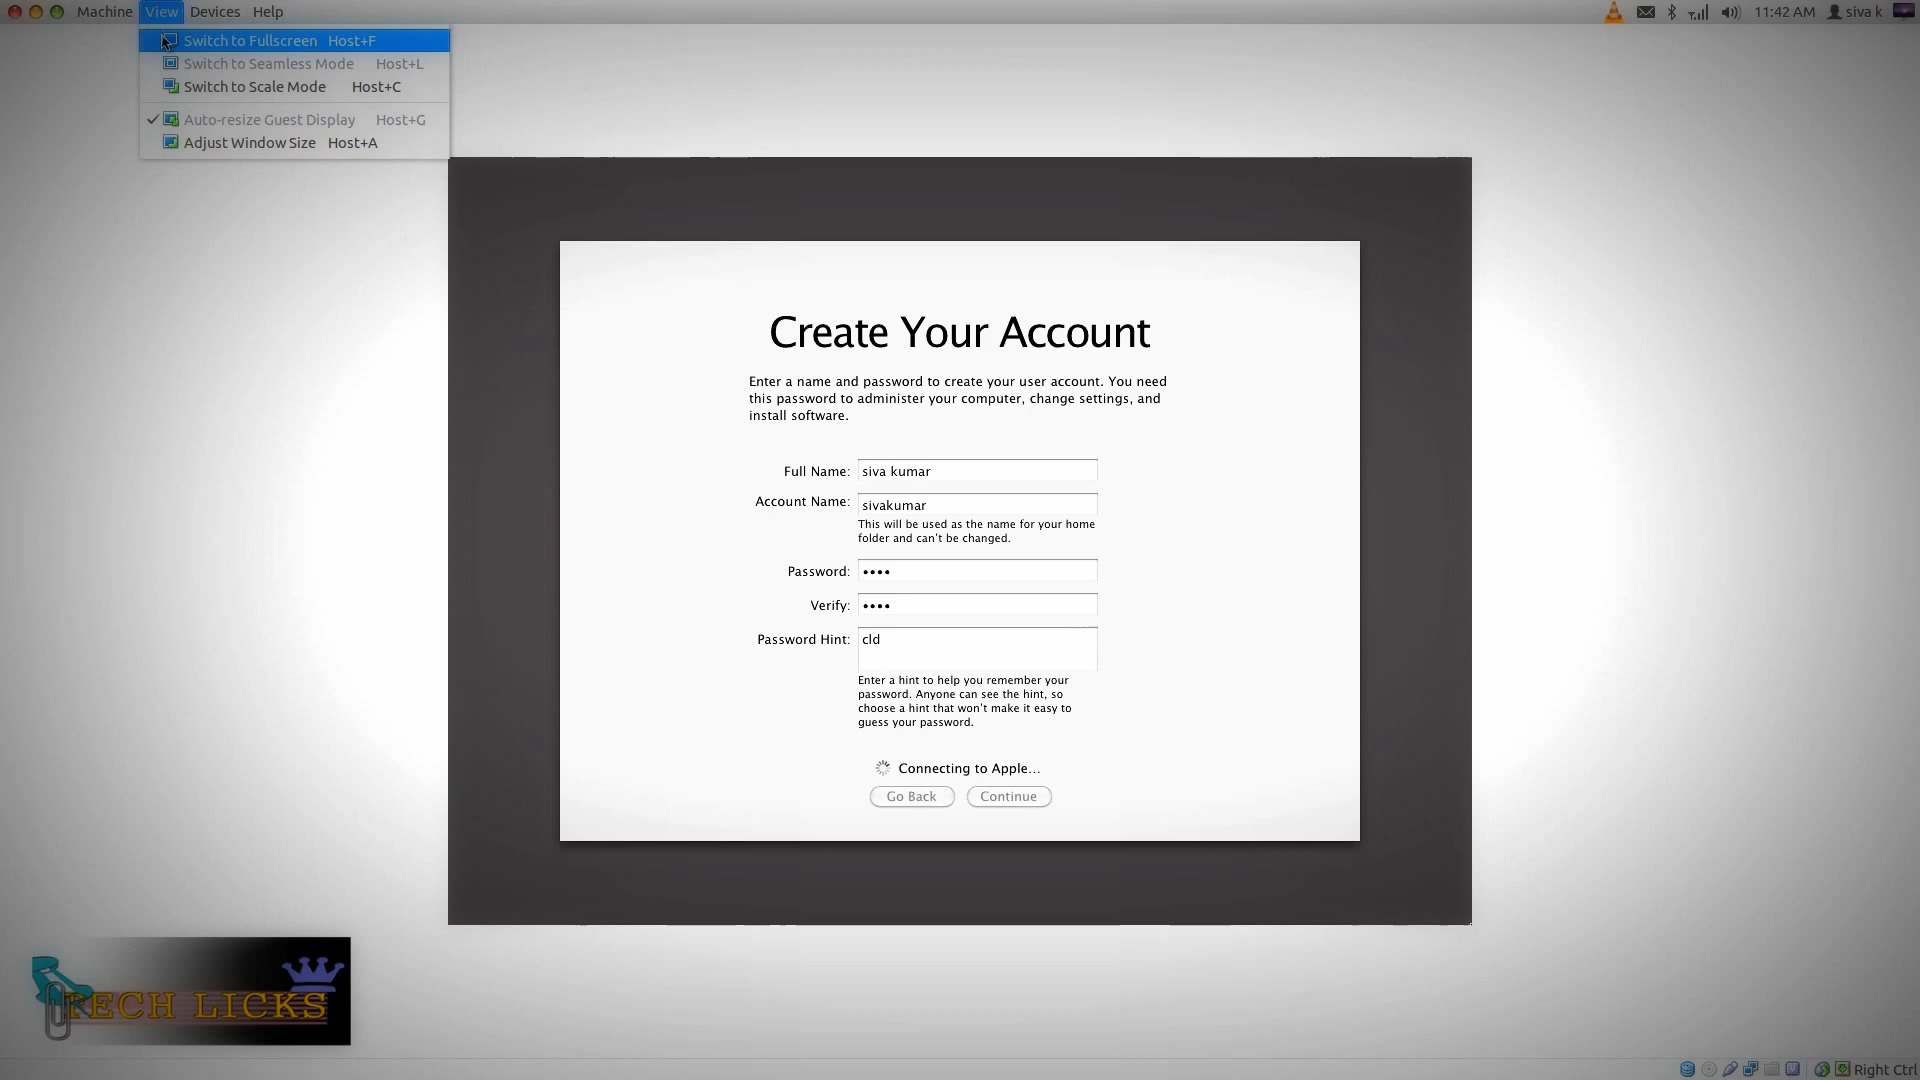 Machine View Devices Help
11:42 AM siva k
Switch to Fullscreen Host+F
Switch to Seamless Mode Host+L
Switch to Scale Mode Host+C
Auto-resize Guest Display Host+G
Adjust Window Size Host+A
Create Your Account
Enter a name and password to create your user account. You need
this password to administer your computer, change settings, and
install software.
Full Name: siva kumar
Account Name: sivakumar
This will be used as the name for your home
folder and can't be changed.
Password: ••••
Verify: ••••
Password Hint: cld
Enter a hint to help you remember your
password. Anyone can see the hint, so
choose a hint that won't make it easy to
guess your password.
Connecting to Apple...
Go Back Continue
TECH LICKS
Right Ctrl